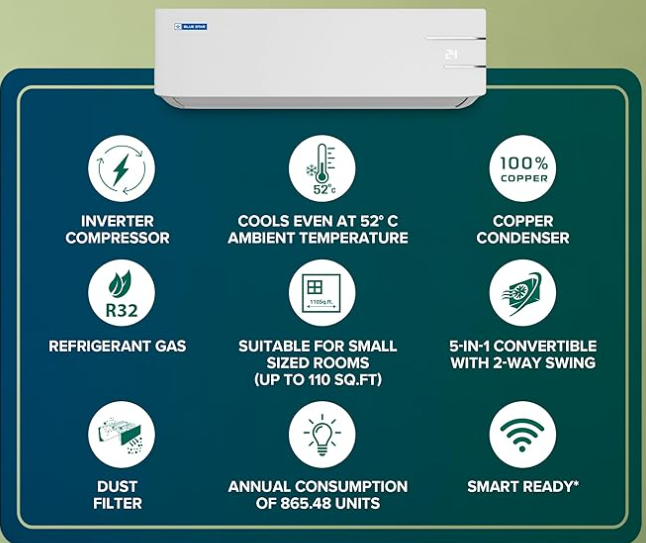 BLUE STAR
24
52°c
100%
COPPER
INVERTER
COMPRESSOR
COOLS EVEN AT 52° C
AMBIENT TEMPERATURE
COPPER
CONDENSER
R32
110Sq.ft.
REFRIGERANT GAS
SUITABLE FOR SMALL
SIZED ROOMS
(UP TO 110 SQ.FT)
5-IN-1 CONVERTIBLE
WITH 2-WAY SWING
DUST
FILTER
ANNUAL CONSUMPTION
OF 865.48 UNITS
SMART READY*